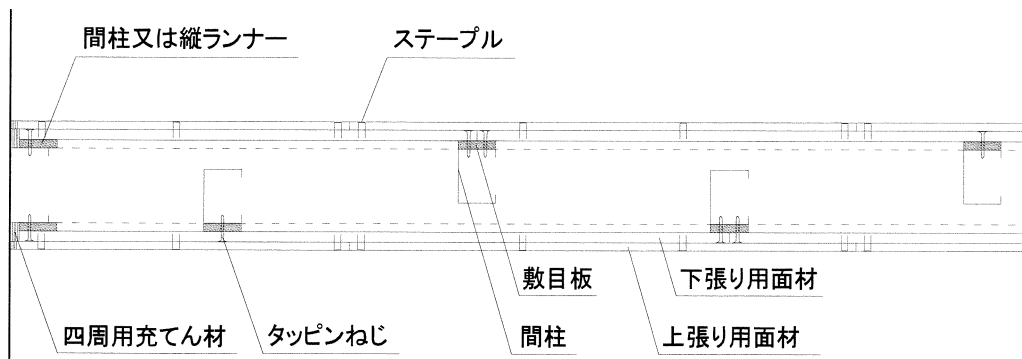 間柱又は縦ランナー
ステープル
敷目板
下張り用面材
四周用充てん材
タッピンねじ
間柱
上張り用面材